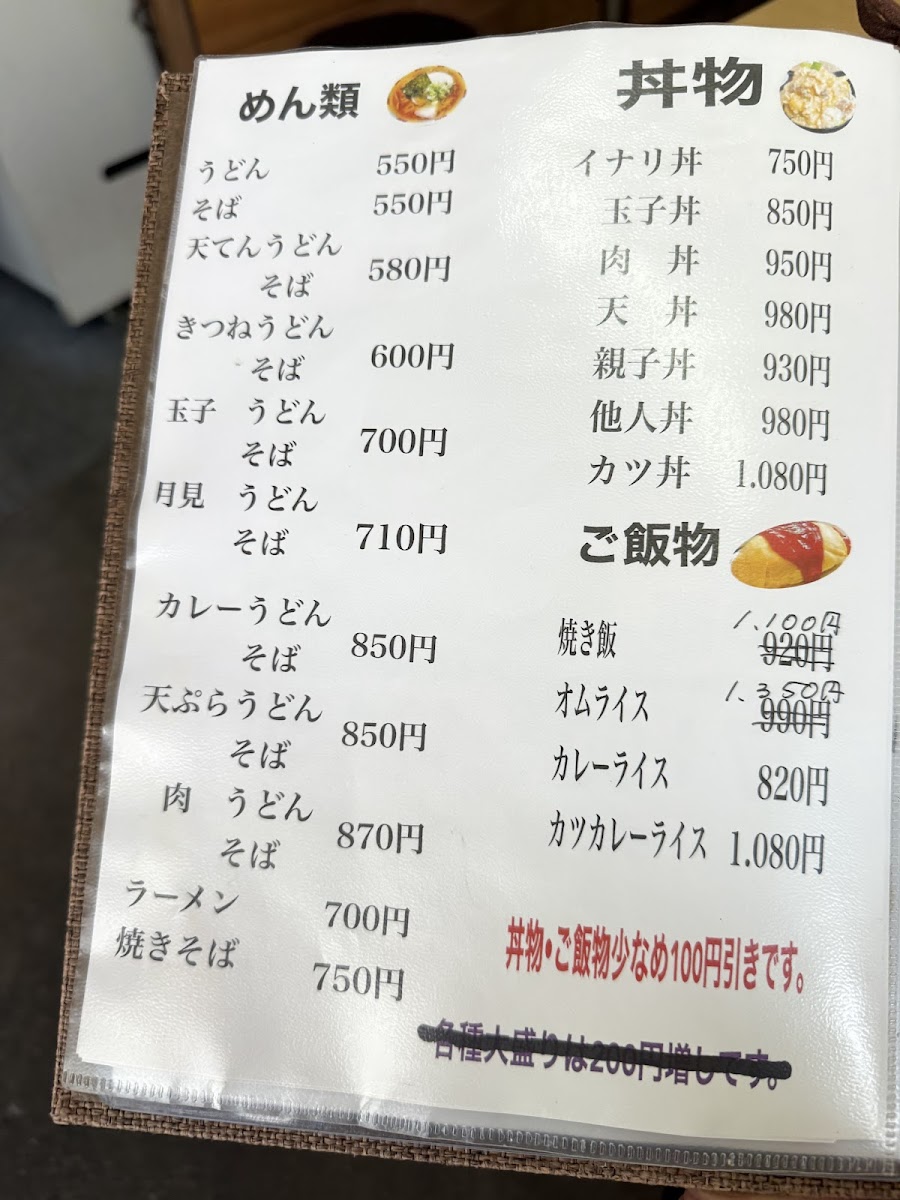 めん類
うどん 550円
そば 550円
天てんうどん
そば 580円
きつねうどん
そば 600円
玉子 うどん
そば 700円
月見 うどん
そば 710円
カレーうどん
そば 850円
天ぷらうどん
そば 850円
肉 うどん
そば 870円
ラーメン 700円
焼きそば 750円
丼物
イナリ丼 750円
玉子丼 850円
肉 丼 950円
天 丼 980円
親子丼 930円
他人丼 980円
カツ丼 1.080円
ご飯物
1.100円
焼き飯 920円
1.350円
オムライス 990円
カレーライス 820円
カツカレーライス 1.080円
丼物・ご飯物少なめ100円引きです。
各種大盛りは200円増しです。